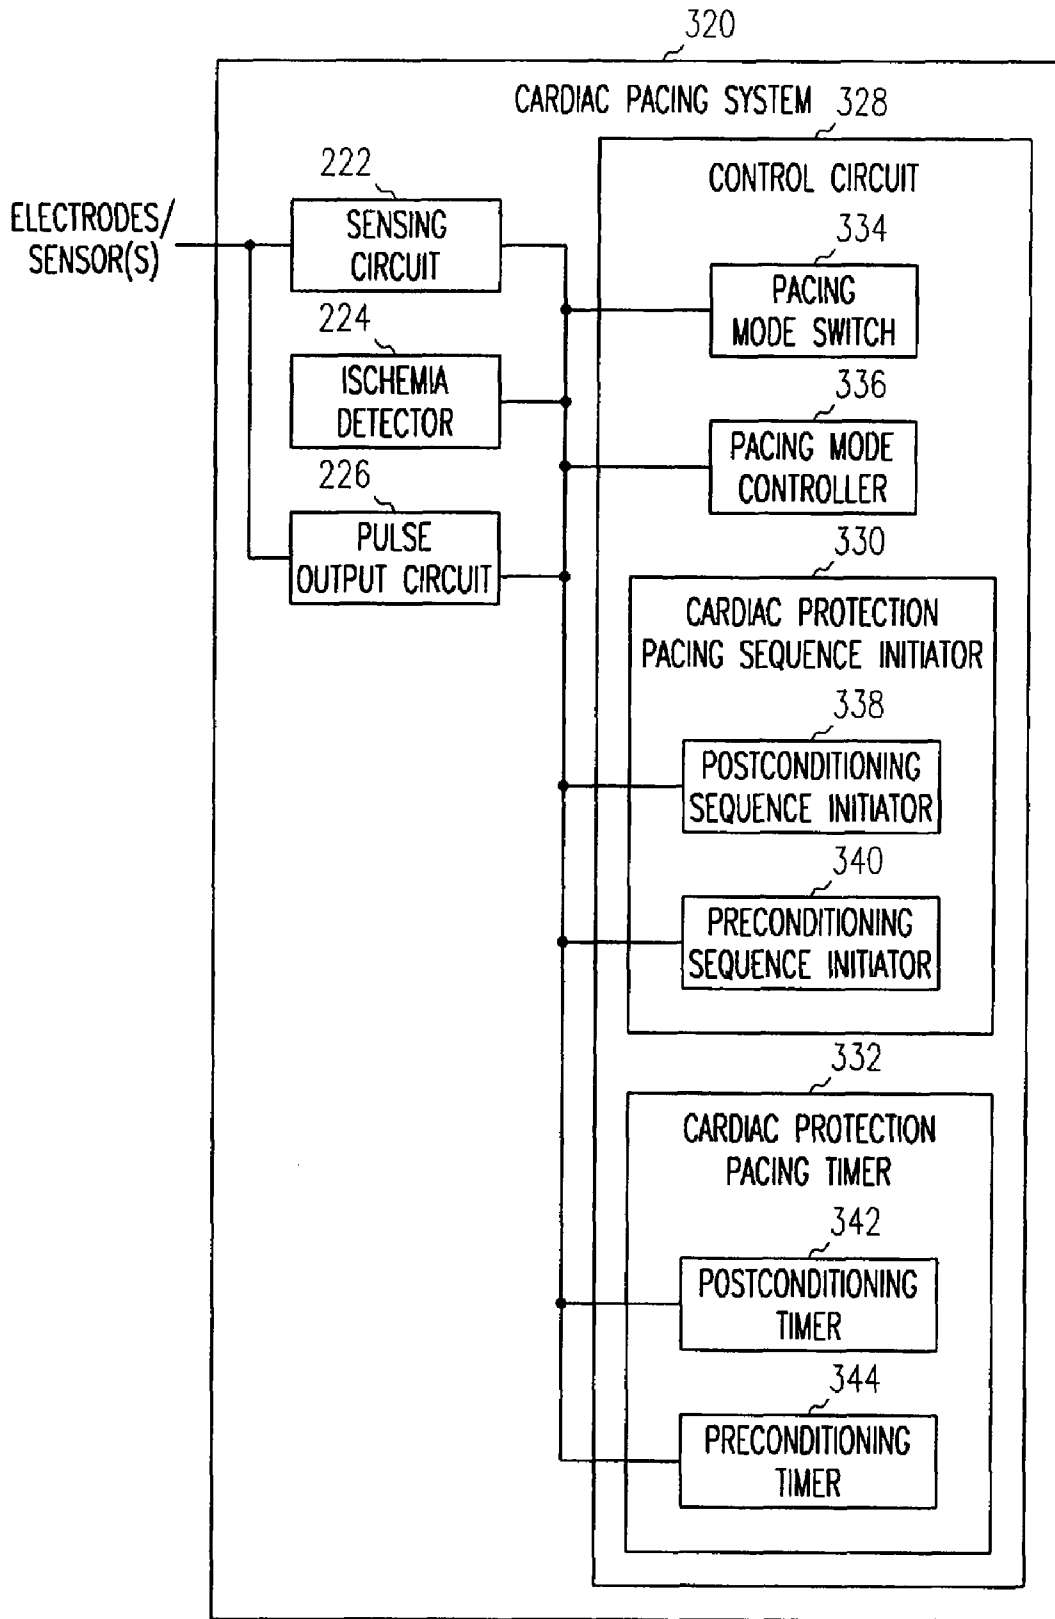 320
CARDIAC PACING SYSTEM
328
CONTROL CIRCUIT
ELECTRODES/
SENSOR(S)
222
SENSING
CIRCUIT
224
ISCHEMIA
DETECTOR
226
PULSE
OUTPUT CIRCUIT
334
PACING
MODE SWITCH
336
PACING MODE
CONTROLLER
330
CARDIAC PROTECTION
PACING SEQUENCE INITIATOR
338
POSTCONDITIONING
SEQUENCE INITIATOR
340
PRECONDITIONING
SEQUENCE INITIATOR
332
CARDIAC PROTECTION
PACING TIMER
342
POSTCONDITIONING
TIMER
344
PRECONDITIONING
TIMER